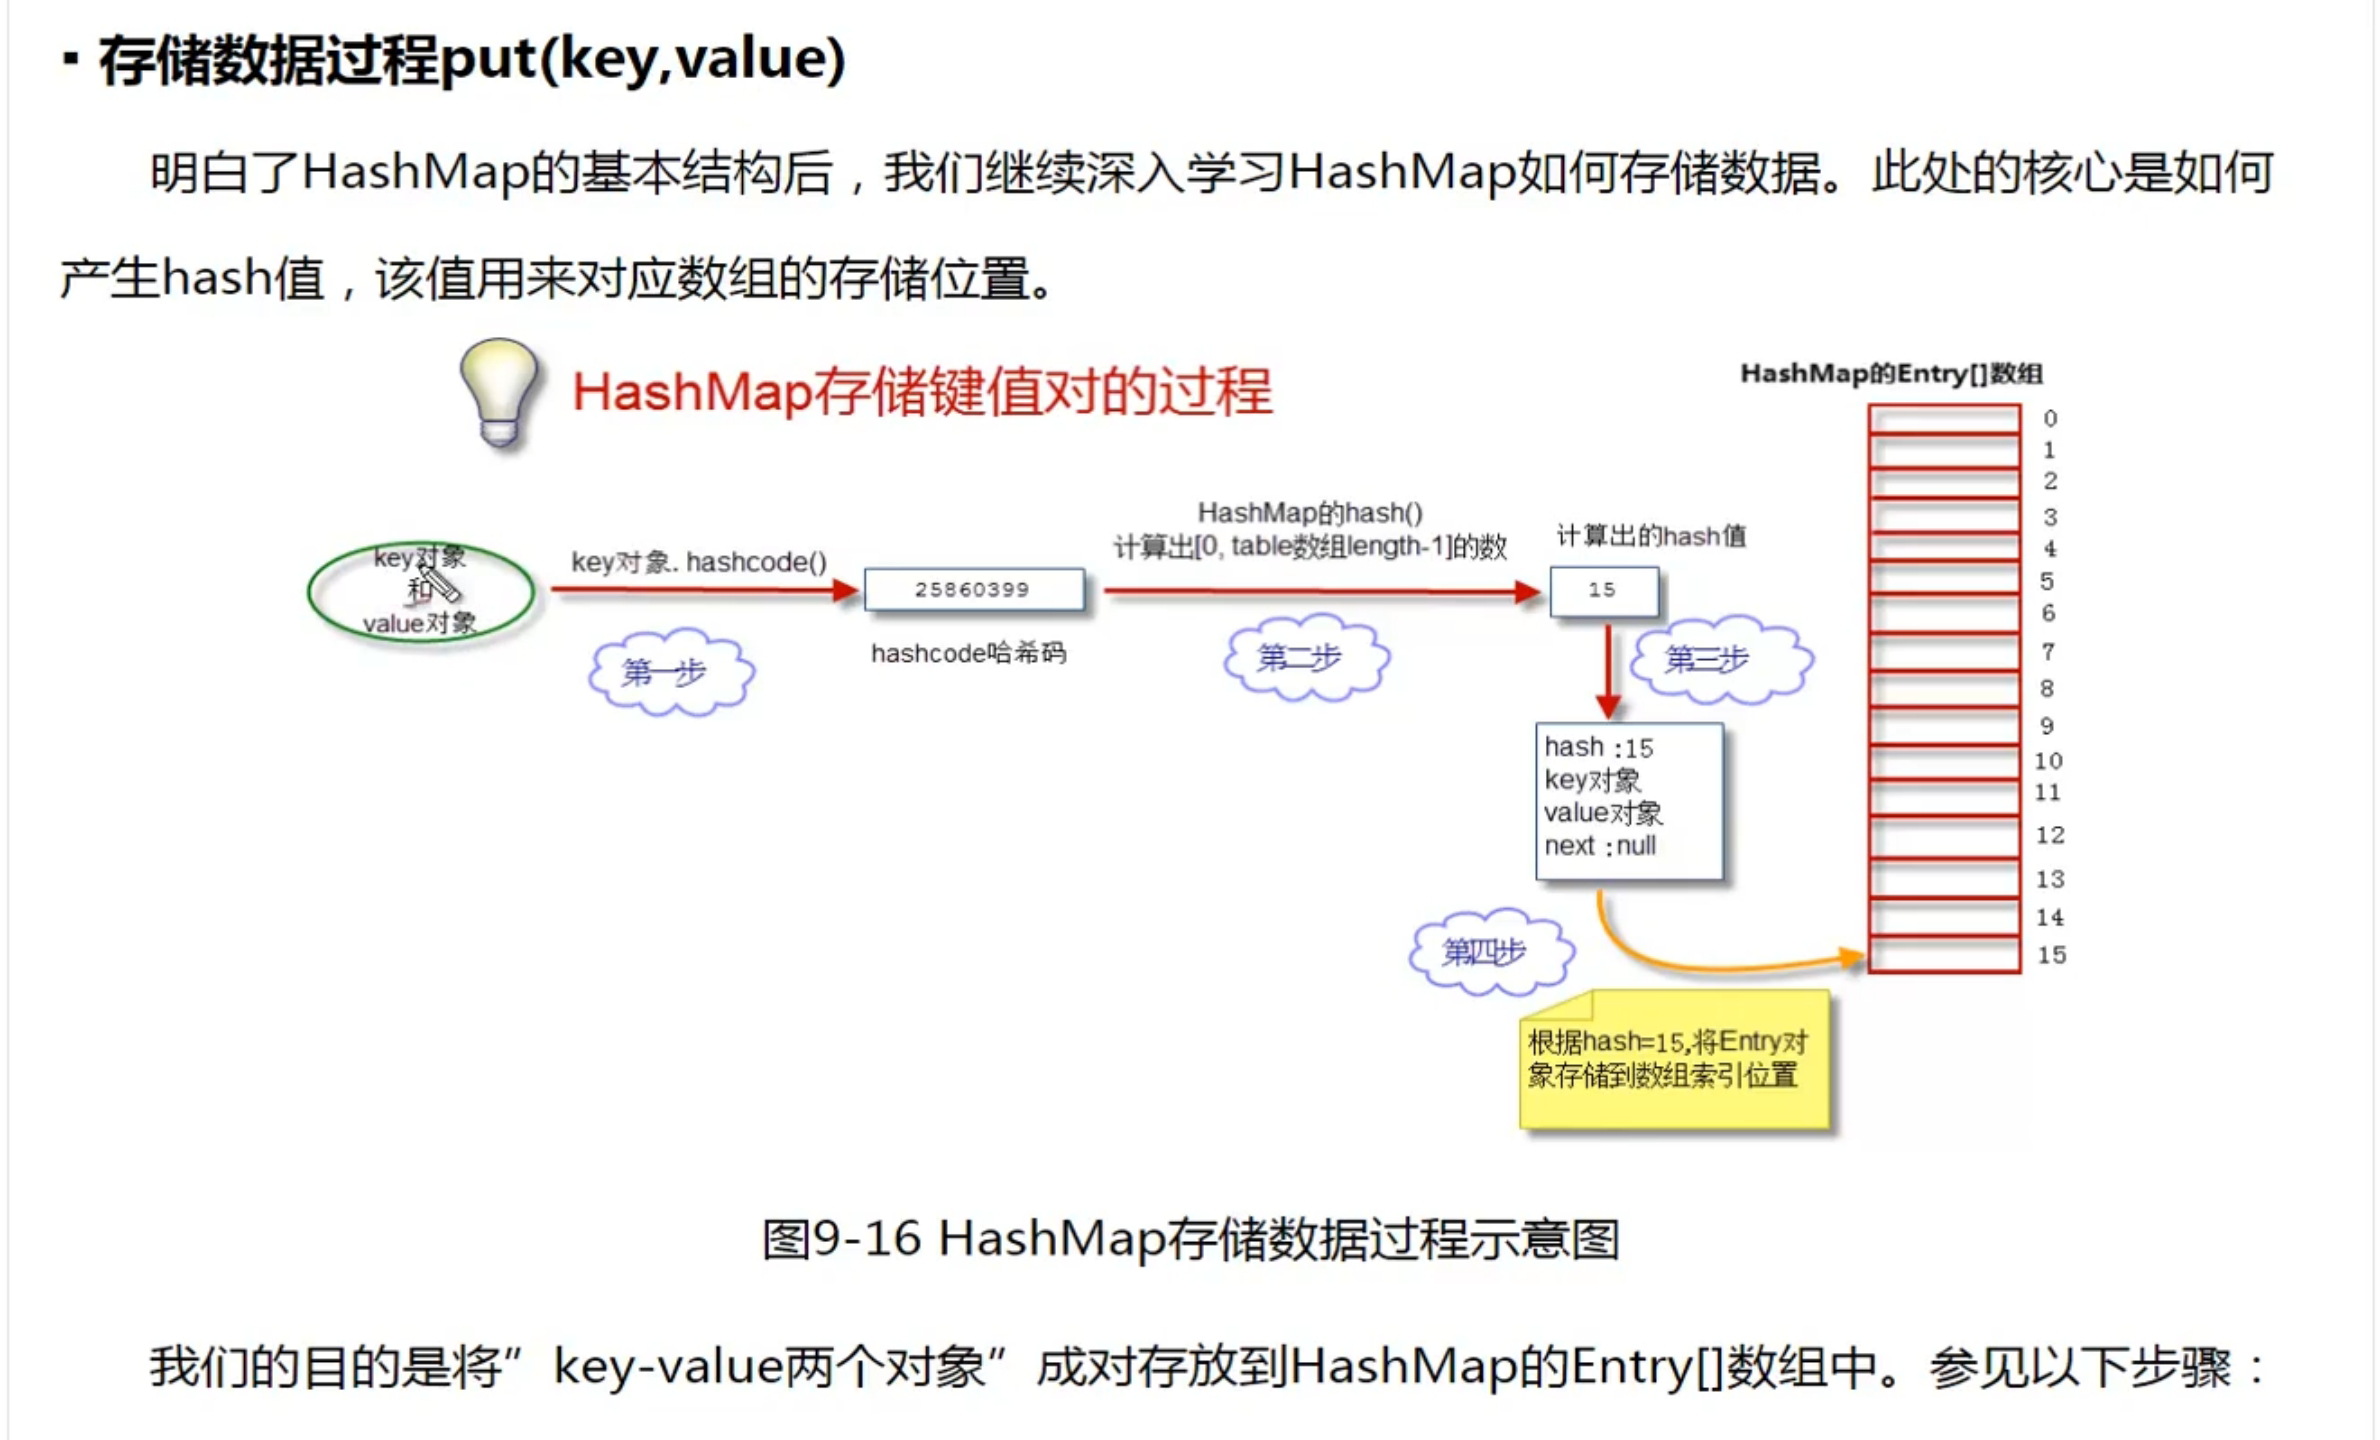 ▪ 存储数据过程put(key,value)
明白了HashMap的基本结构后，我们继续深入学习HashMap如何存储数据。此处的核心是如何
产生hash值，该值用来对应数组的存储位置。
HashMap存储键值对的过程
HashMap的Entry[]数组
0
1
2
3
4
5
6
7
8
9
10
11
12
13
14
15
key对象
和
value对象
key对象. hashcode()
第一步
25860399
hashcode哈希码
HashMap的hash()
计算出[0, table数组length-1]的数
第二步
计算出的hash值
15
第三步
hash :15
key对象
value对象
next :null
第四步
根据hash=15,将Entry对
象存储到数组索引位置
图9-16 HashMap存储数据过程示意图
我们的目的是将”key-value两个对象”成对存放到HashMap的Entry[]数组中。参见以下步骤：